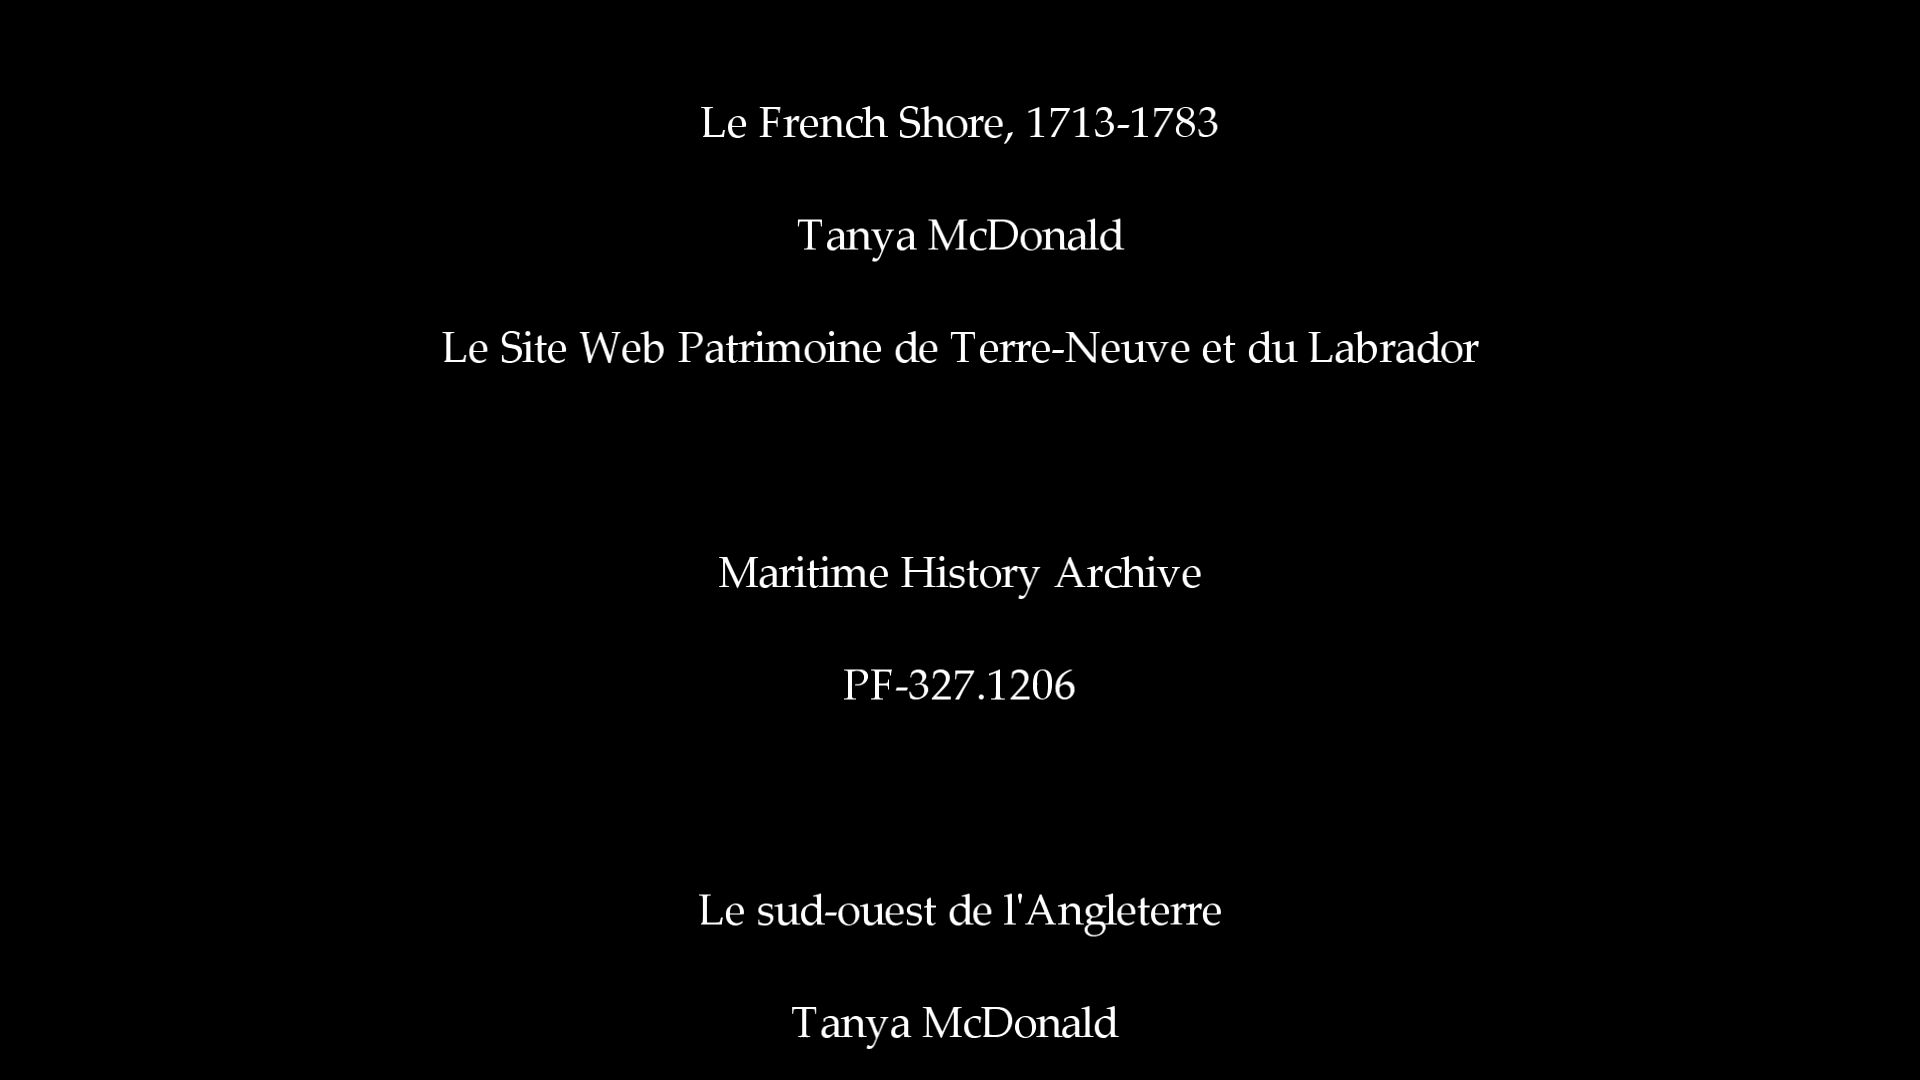 Le French Shore, 1713-1783
Tanya McDonald
Le Site Web Patrimoine de Terre-Neuve et du Labrador
Maritime History Archive
PF-327.1206
Le sud-ouest de l'Angleterre
Tanya McDonald